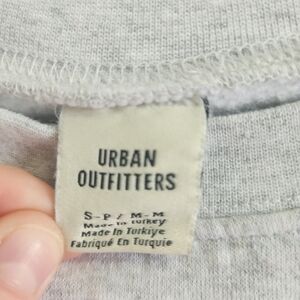 URBAN
OUTFITTERS
S-P / M-M
Made In Turkey
Made In Türkiye
Fabriqué En Turquie